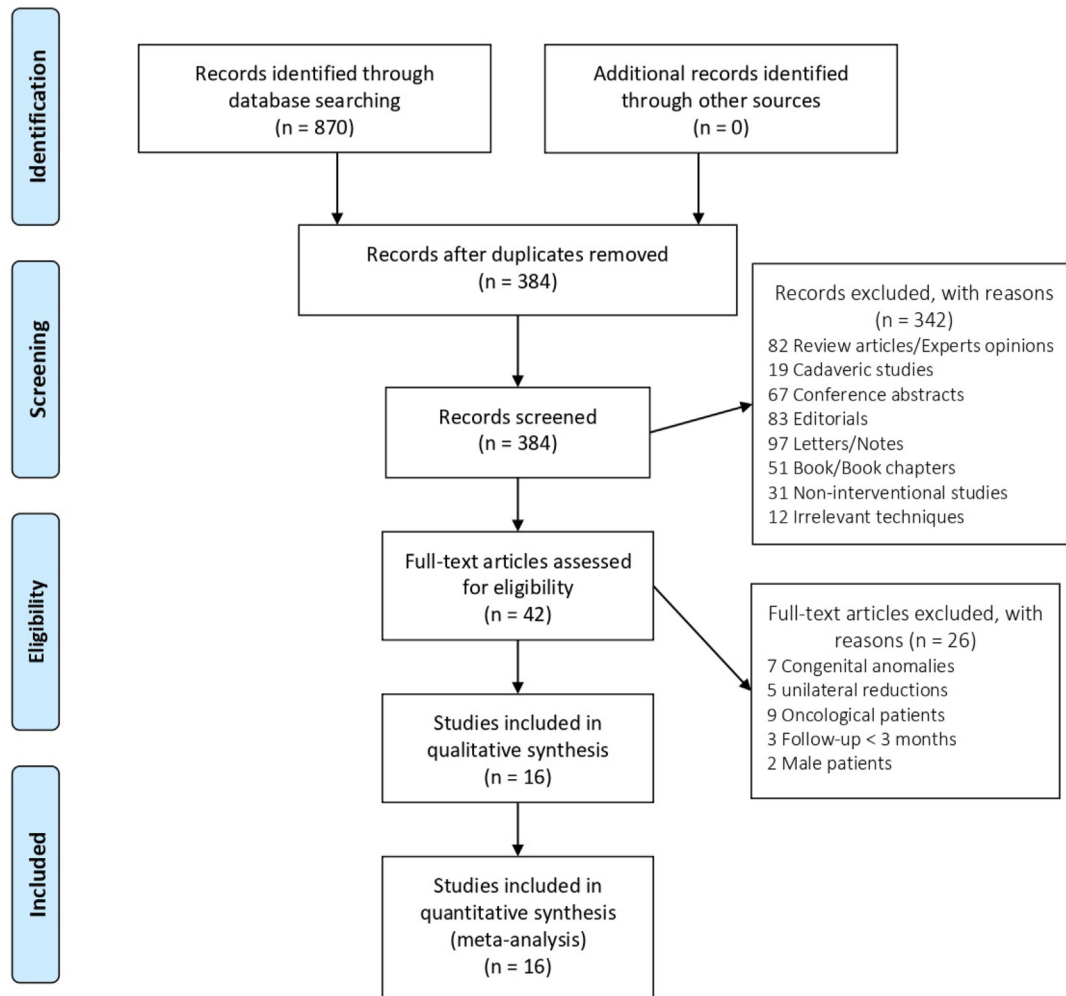 Identification
Records identified through
database searching
(n = 870)
Additional records identified
through other sources
(n = 0)
Records after duplicates removed
(n = 384)
Screening
Records screened
(n = 384)
Records excluded, with reasons
(n = 342)
82 Review articles/Experts opinions
19 Cadaveric studies
67 Conference abstracts
83 Editorials
97 Letters/Notes
51 Book/Book chapters
31 Non-interventional studies
12 Irrelevant techniques
Eligibility
Full-text articles assessed
for eligibility
(n = 42)
Full-text articles excluded, with
reasons (n = 26)
7 Congenital anomalies
5 unilateral reductions
9 Oncological patients
3 Follow-up < 3 months
2 Male patients
Studies included in
qualitative synthesis
(n = 16)
Included
Studies included in
quantitative synthesis
(meta-analysis)
(n = 16)